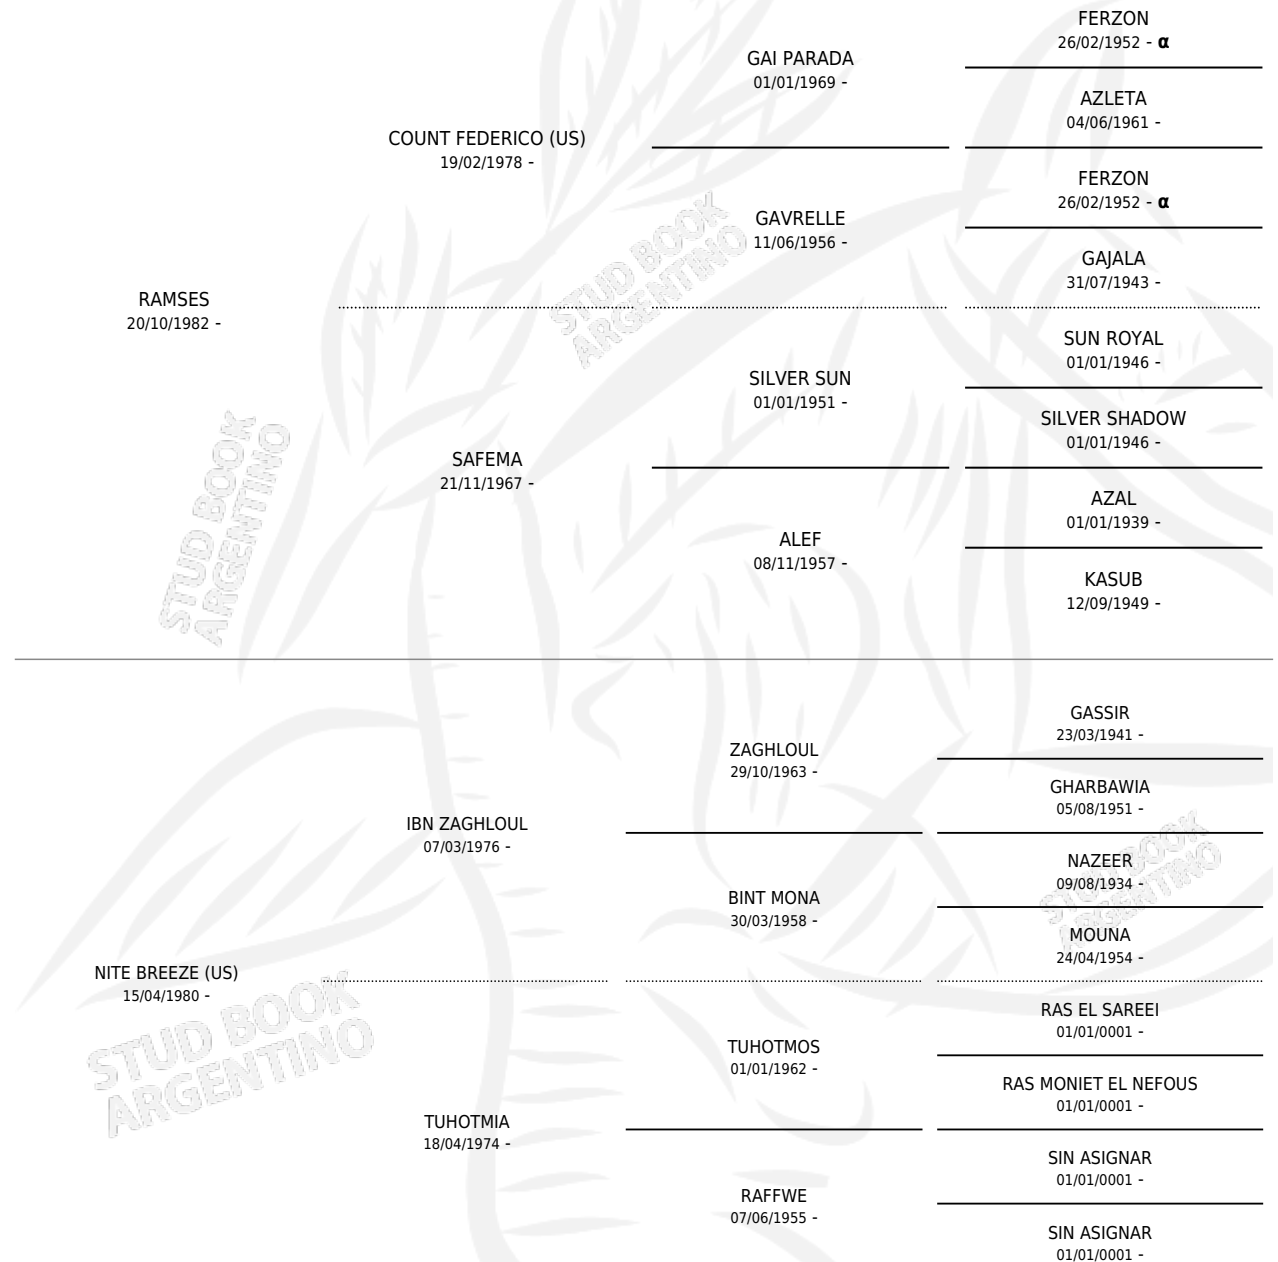 FERZON
26/02/1952 - α
GAI PARADA
01/01/1969 -
AZLETA
04/06/1961 -
COUNT FEDERICO (US)
19/02/1978 -
FERZON
26/02/1952 - α
GAVRELLE
11/06/1956 -
GAJALA
31/07/1943 -
RAMSES
20/10/1982 -
SUN ROYAL
01/01/1946 -
SILVER SUN
01/01/1951 -
SILVER SHADOW
01/01/1946 -
SAFEMA
21/11/1967 -
AZAL
01/01/1939 -
ALEF
08/11/1957 -
KASUB
12/09/1949 -
GASSIR
23/03/1941 -
ZAGHLOUL
29/10/1963 -
GHARBAWIA
05/08/1951 -
IBN ZAGHLOUL
07/03/1976 -
NAZEER
09/08/1934 -
BINT MONA
30/03/1958 -
MOUNA
24/04/1954 -
NITE BREEZE (US)
15/04/1980 -
RAS EL SAREEI
01/01/0001 -
TUHOTMOS
01/01/1962 -
RAS MONIET EL NEFOUS
01/01/0001 -
TUHOTMIA
18/04/1974 -
SIN ASIGNAR
01/01/0001 -
RAFFWE
07/06/1955 -
SIN ASIGNAR
01/01/0001 -
STUD BOOK
ARGENTINO
STUD BOOK
ARGENTINO
STUD BOOK
ARGENTINO
STUD BOOK
ARGENTINO